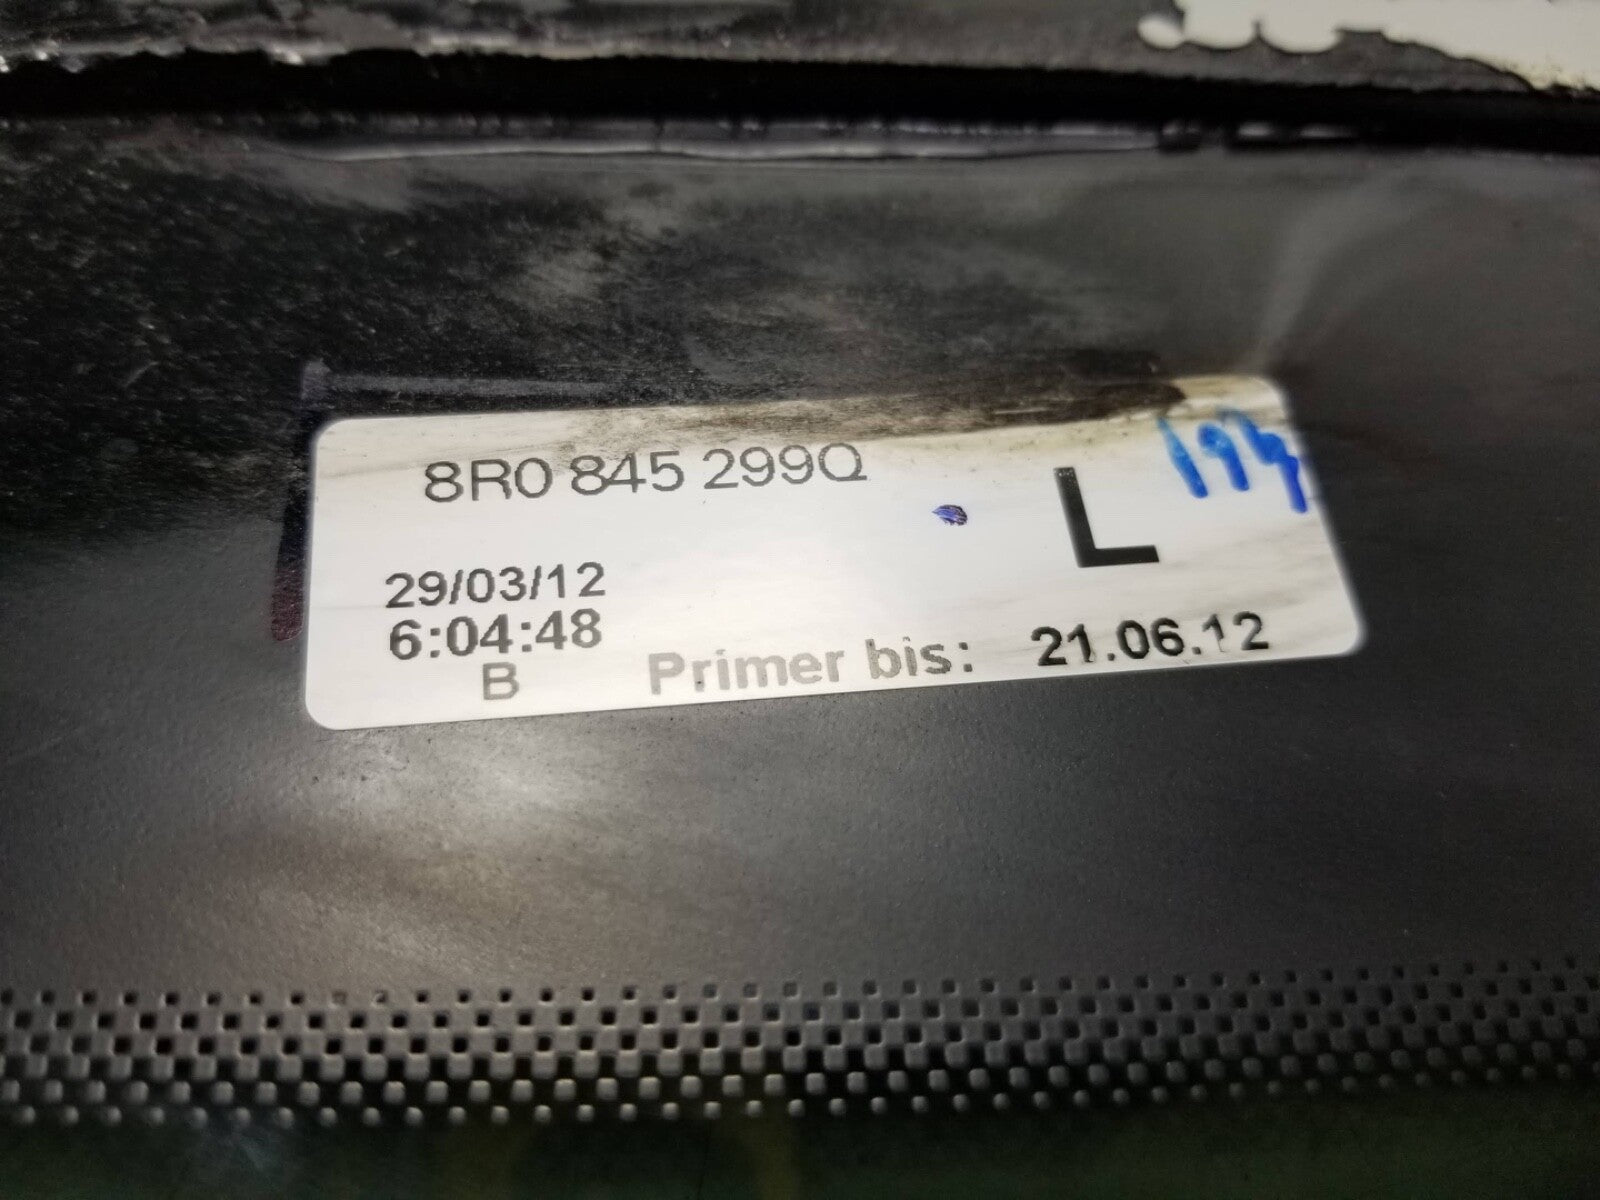 8R0 845 299Q
L
29/03/12
6:04:48
B
Primer bis: 21.06.12